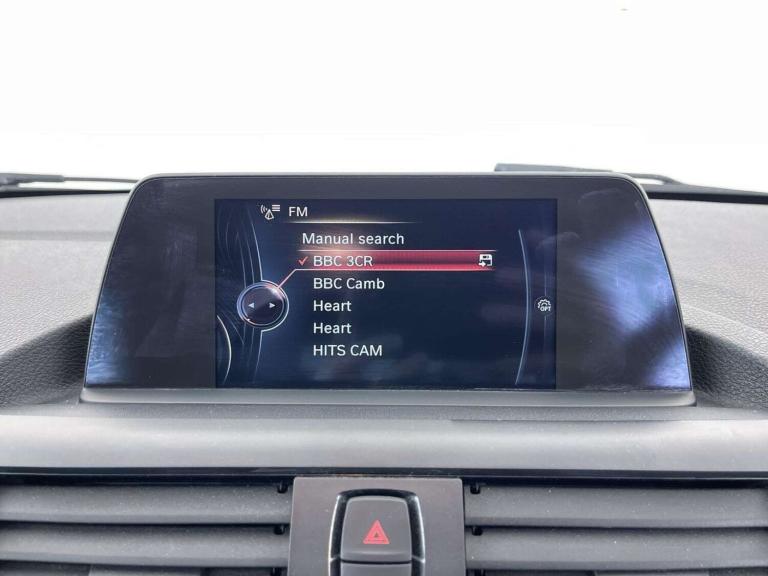 FM
Manual search
BBC 3CR
BBC Camb
Heart
Heart
HITS CAM
OPT